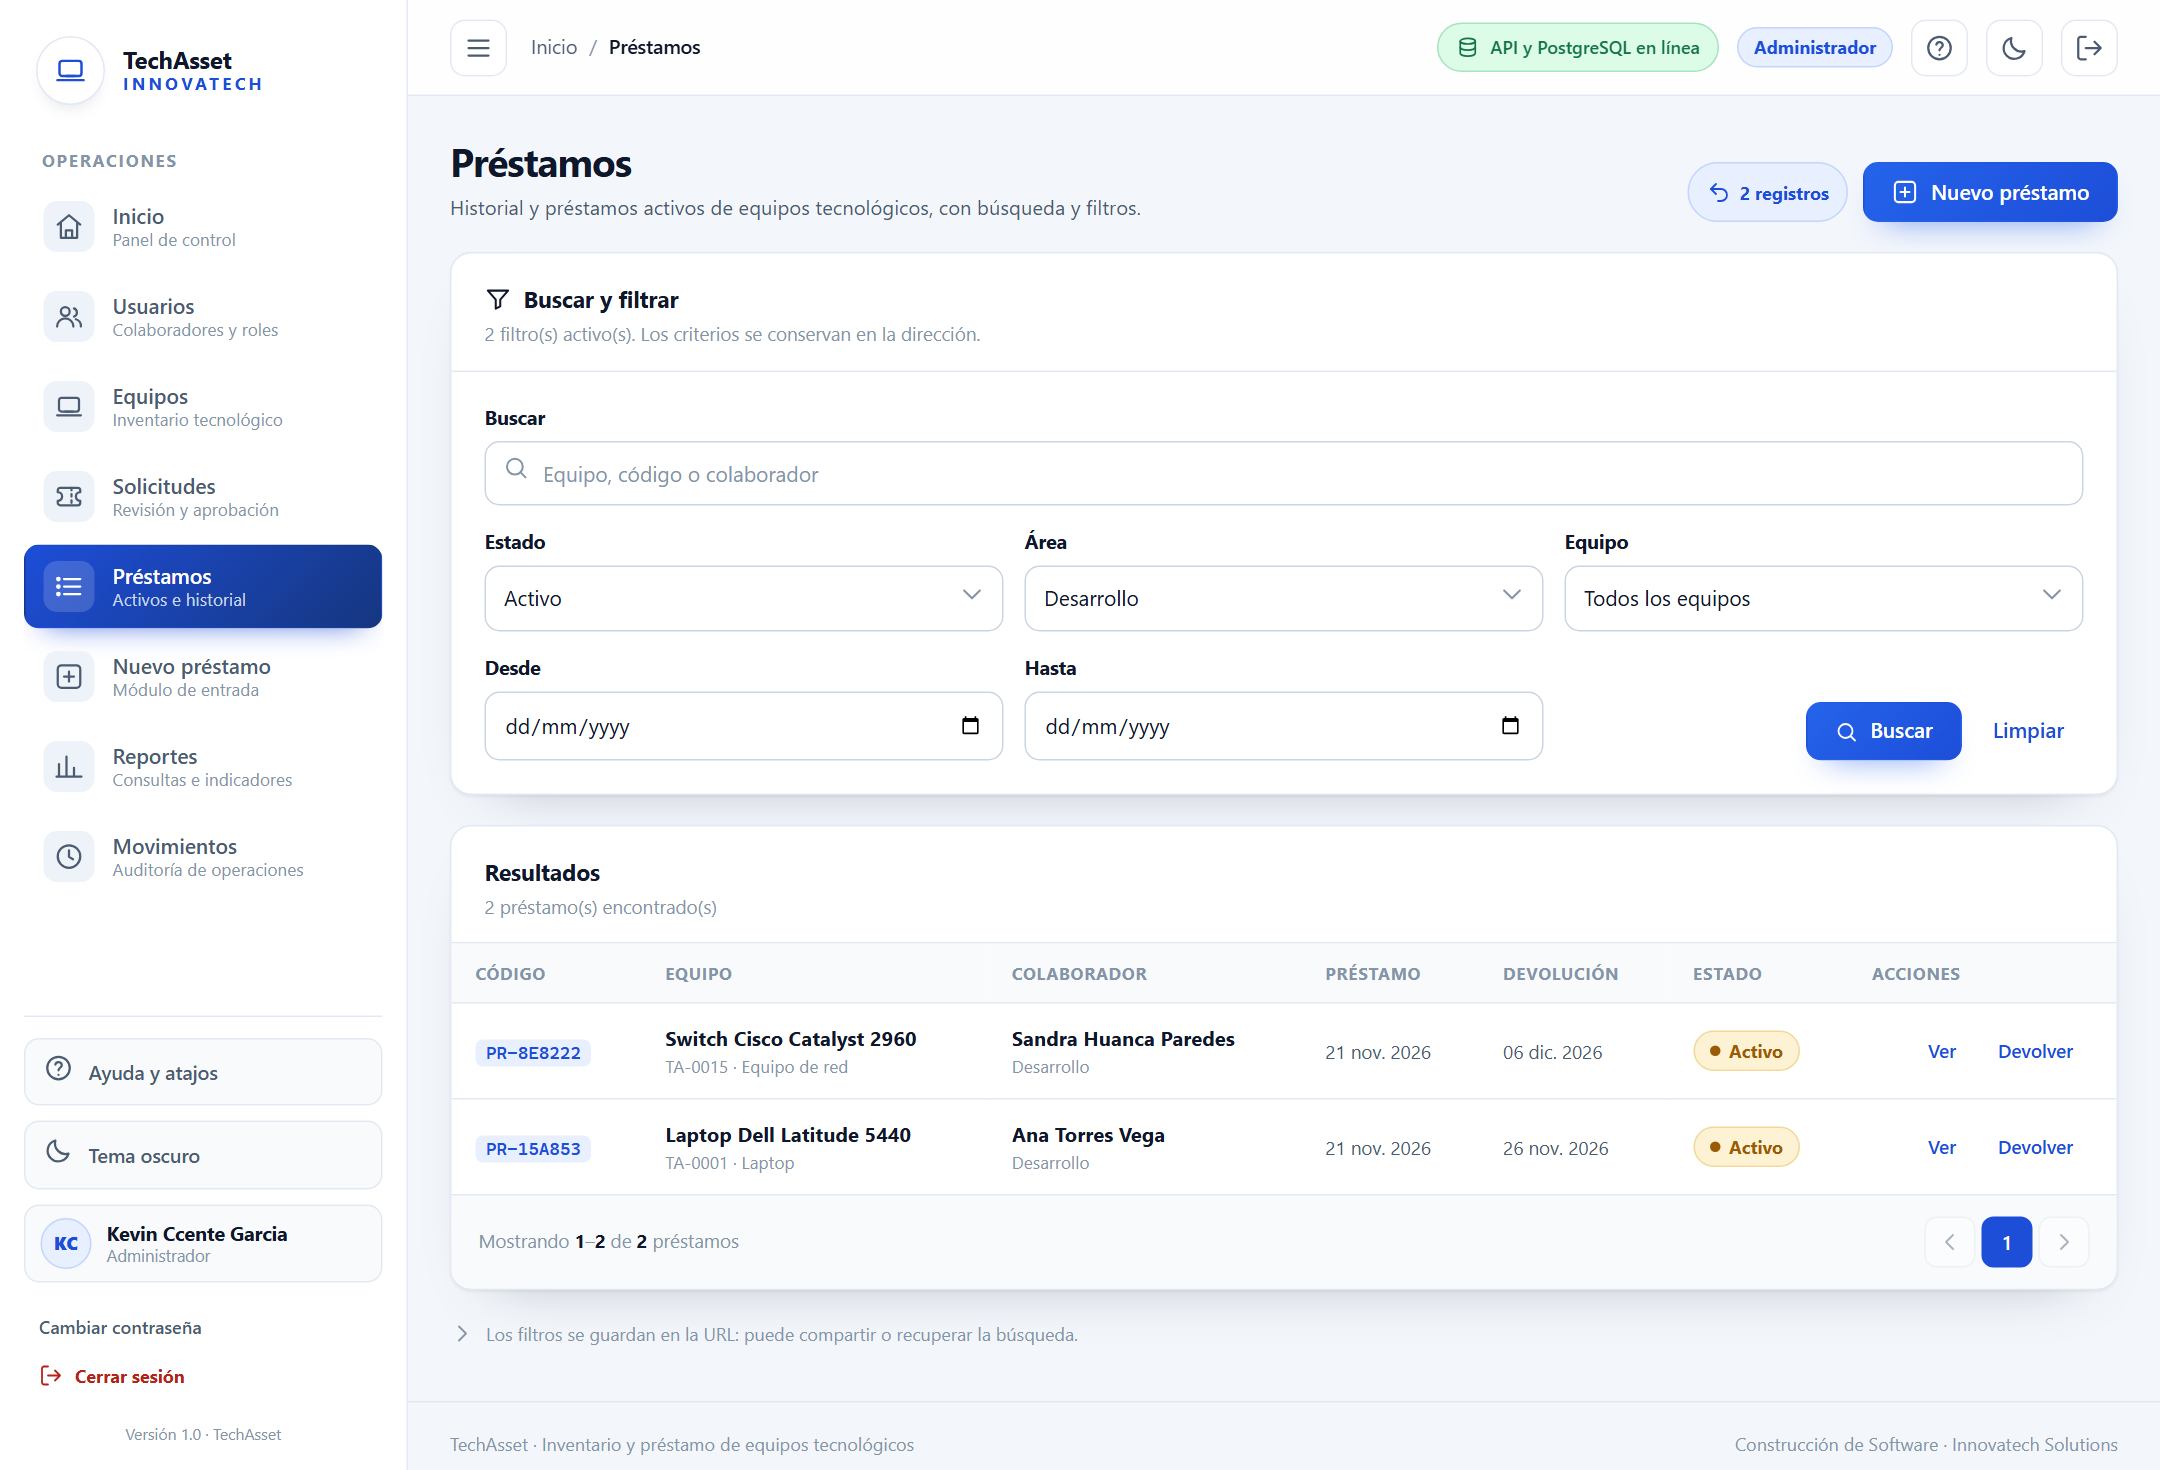 TechAsset
INNOVATECH
OPERACIONES
Inicio
Panel de control
Usuarios
Colaboradores y roles
Equipos
Inventario tecnológico
Solicitudes
Revisión y aprobación
Préstamos
Activos e historial
Nuevo préstamo
Módulo de entrada
Reportes
Consultas e indicadores
Movimientos
Auditoría de operaciones
Ayuda y atajos
Tema oscuro
KC
Kevin Ccente Garcia
Administrador
Cambiar contraseña
Cerrar sesión
Versión 1.0 · TechAsset
Inicio / Préstamos
API y PostgreSQL en línea
Administrador
Préstamos
Historial y préstamos activos de equipos tecnológicos, con búsqueda y filtros.
2 registros
Nuevo préstamo
Buscar y filtrar
2 filtro(s) activo(s). Los criterios se conservan en la dirección.
Buscar
Equipo, código o colaborador
Estado Área Equipo
Activo Desarrollo Todos los equipos
Desde Hasta
dd/mm/yyyy dd/mm/yyyy
Buscar Limpiar
Resultados
2 préstamo(s) encontrado(s)
CÓDIGO EQUIPO COLABORADOR PRÉSTAMO DEVOLUCIÓN ESTADO ACCIONES
PR-8E8222 Switch Cisco Catalyst 2960 Sandra Huanca Paredes 21 nov. 2026 06 dic. 2026 Activo Ver Devolver
TA-0015 · Equipo de red Desarrollo
PR-15A853 Laptop Dell Latitude 5440 Ana Torres Vega 21 nov. 2026 26 nov. 2026 Activo Ver Devolver
TA-0001 · Laptop Desarrollo
Mostrando 1–2 de 2 préstamos
1
Los filtros se guardan en la URL: puede compartir o recuperar la búsqueda.
TechAsset · Inventario y préstamo de equipos tecnológicos
Construcción de Software · Innovatech Solutions